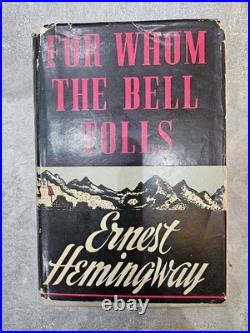 FOR WHOM
THE BELL
TOLLS
Ernest
Hemingway